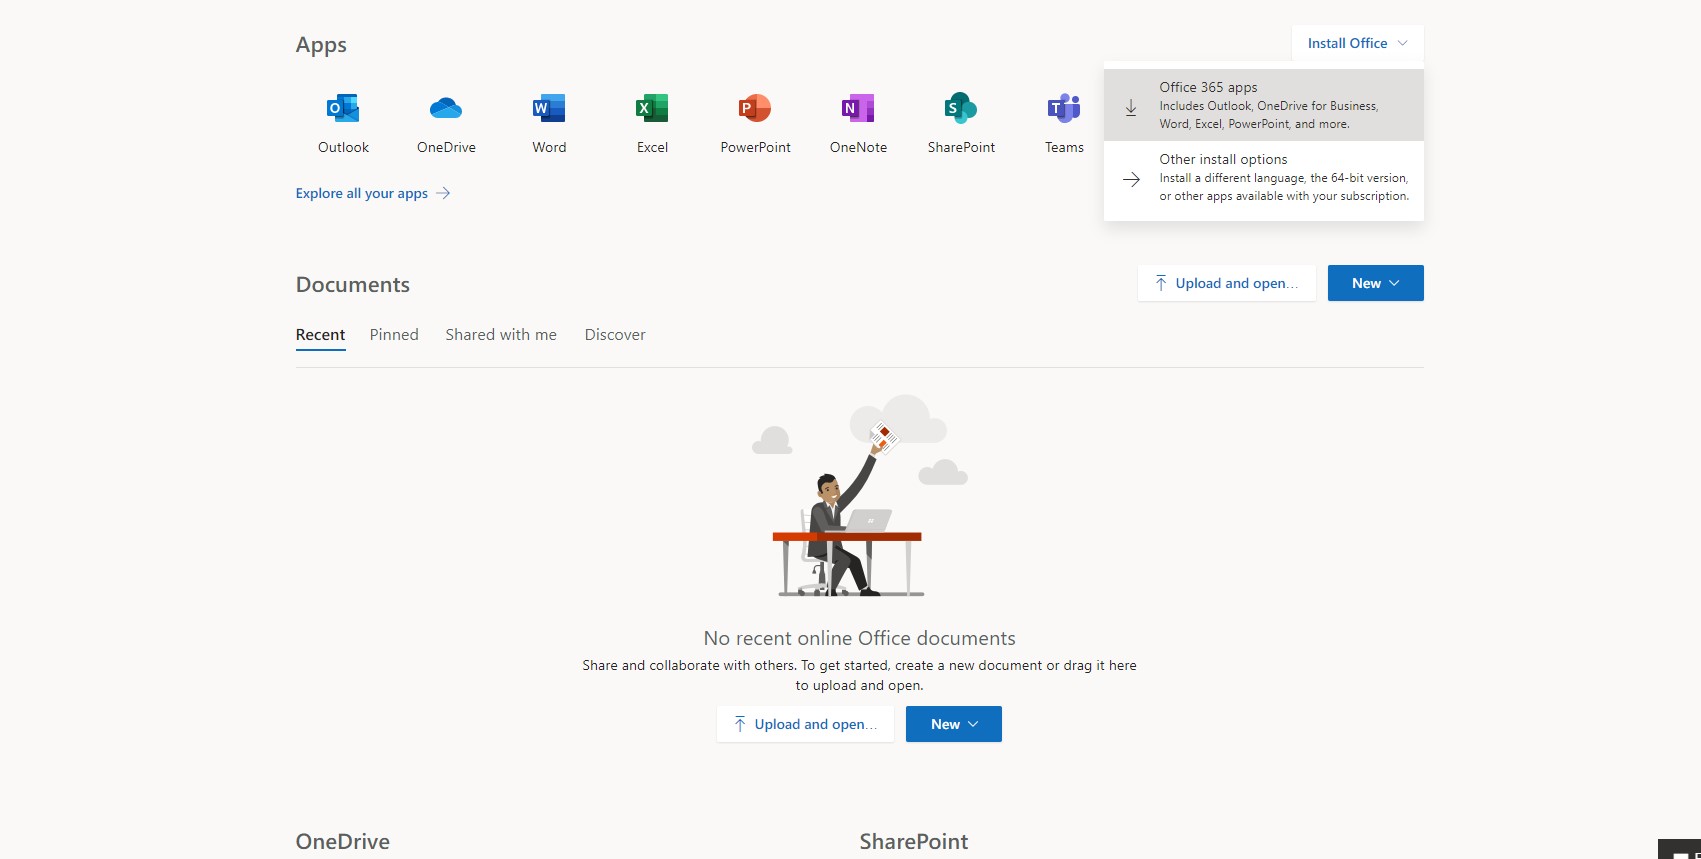 Apps
Install Office
Office 365 apps
Includes Outlook, OneDrive for Business,
Word, Excel, PowerPoint, and more.
Other install options
Install a different language, the 64-bit version,
or other apps available with your subscription.
Outlook
OneDrive
Word
Excel
PowerPoint
OneNote
SharePoint
Teams
Explore all your apps
Documents
Upload and open...
New
Recent
Pinned
Shared with me
Discover
No recent online Office documents
Share and collaborate with others. To get started, create a new document or drag it here
to upload and open.
Upload and open...
New
OneDrive
SharePoint